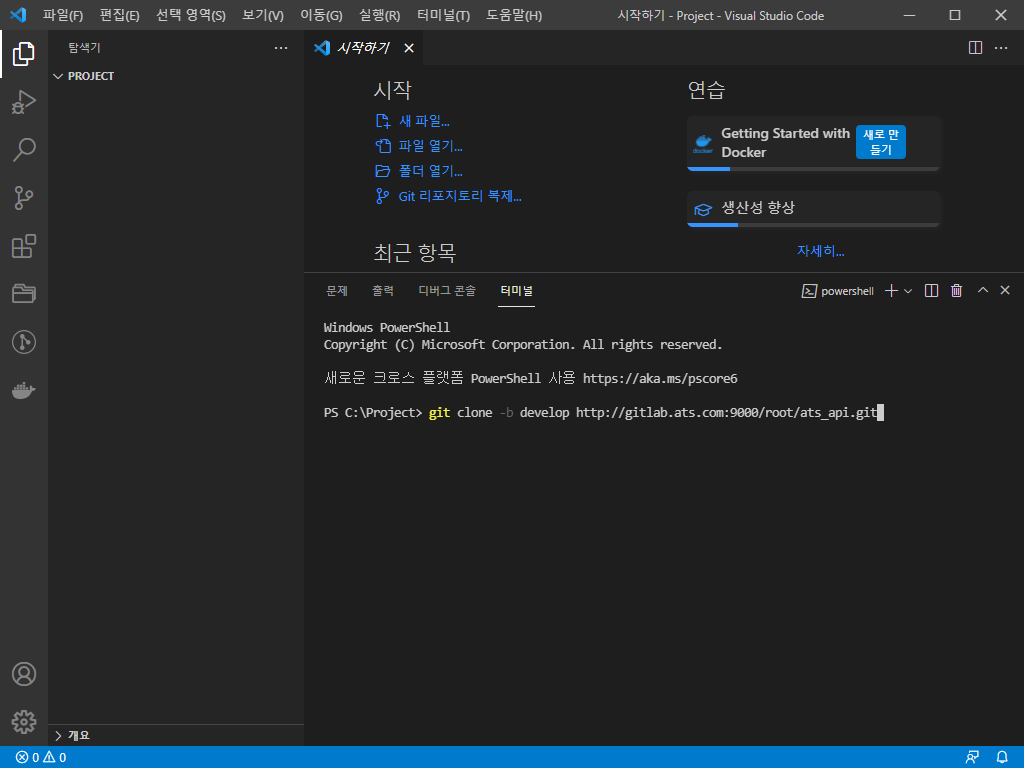 파일(F) 편집(E) 선택 영역(S) 보기(V) 이동(G) 실행(R) 터미널(T) 도움말(H) 시작하기 - Project - Visual Studio Code
탐색기
PROJECT
시작하기
시작
새 파일...
파일 열기...
폴더 열기...
Git 리포지토리 복제...
최근 항목
연습
Getting Started with
Docker
새로 만
들기
docker
생산성 향상
자세히...
문제 출력 디버그 콘솔 터미널 powershell
Windows PowerShell
Copyright (C) Microsoft Corporation. All rights reserved.
새로운 크로스 플랫폼 PowerShell 사용 https://aka.ms/pscore6
PS C:\Project> git clone -b develop http://gitlab.ats.com:9000/root/ats_api.git
개요
0 0